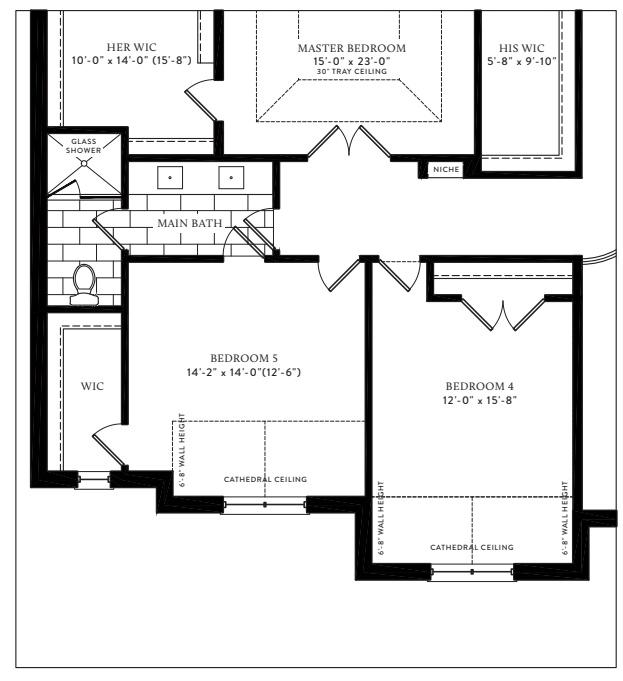 HER WIC
10'-0" x 14'-0" (15'-8")
MASTER BEDROOM
15'-0" x 23'-0"
30" TRAY CEILING
HIS WIC
5'-8" x 9'-10"
GLASS
SHOWER
NICHE
MAIN BATH
BEDROOM 5
14'-2" x 14'-0"(12'-6")
WIC
BEDROOM 4
12'-0" x 15'-8"
6'-8" WALL HEIGHT
CATHEDRAL CEILING
6'-8" WALL HEIGHT
6'-8" WALL HEIGHT
CATHEDRAL CEILING